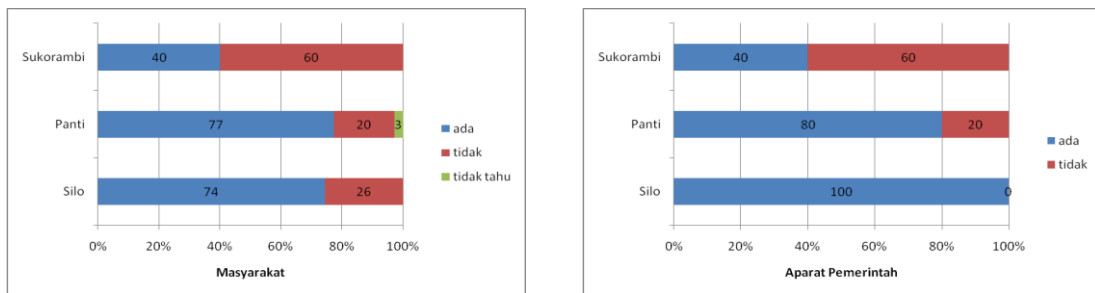 Sukorambi 40 60
Panti 77 20 3
Silo 74 26
0% 20% 40% 60% 80% 100%
Masyarakat
ada
tidak
tidak tahu
Sukorambi 40 60
Panti 80 20
Silo 100 0
0% 20% 40% 60% 80% 100%
Aparat Pemerintah
ada
tidak